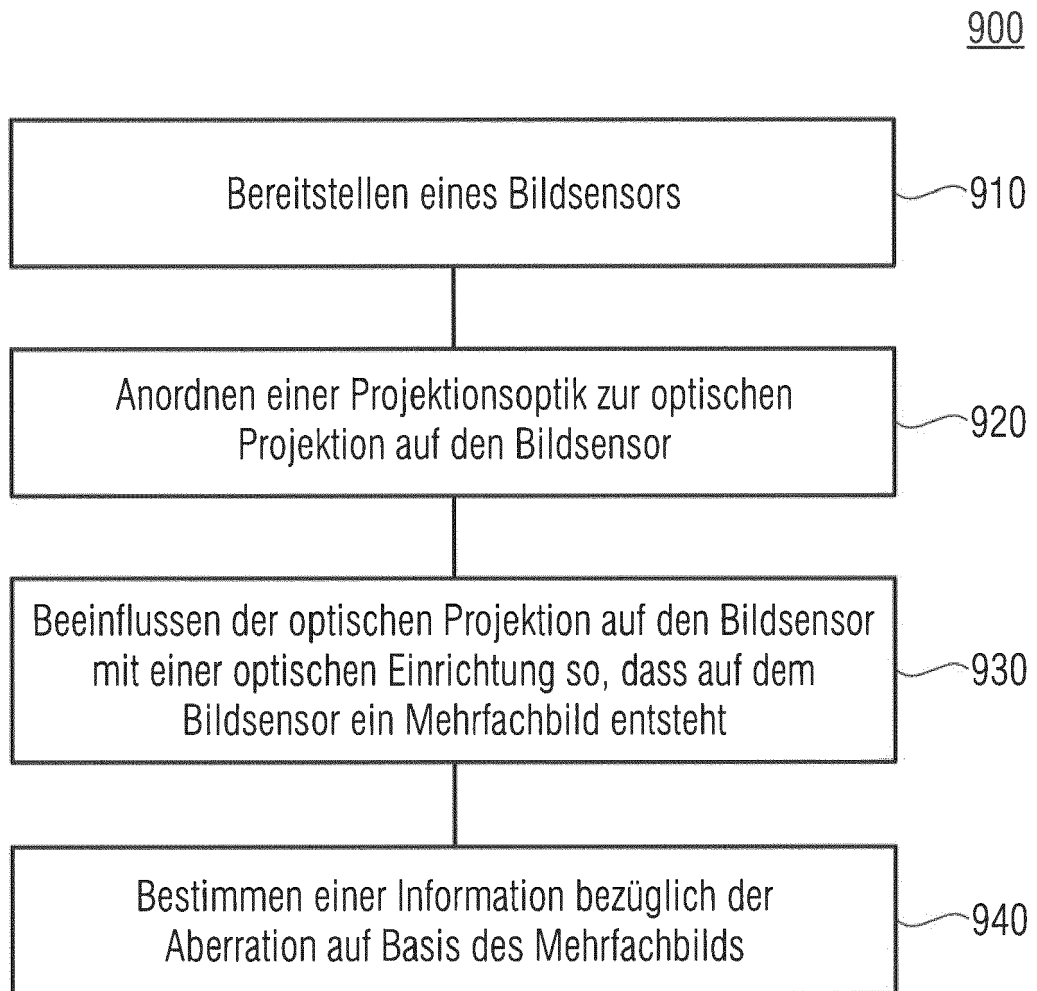 900
Bereitstellen eines Bildsensors
910
Anordnen einer Projektionsoptik zur optischen
Projektion auf den Bildsensor
920
Beeinflussen der optischen Projektion auf den Bildsensor
mit einer optischen Einrichtung so, dass auf dem
Bildsensor ein Mehrfachbild entsteht
930
Bestimmen einer Information bezüglich der
Aberration auf Basis des Mehrfachbilds
940